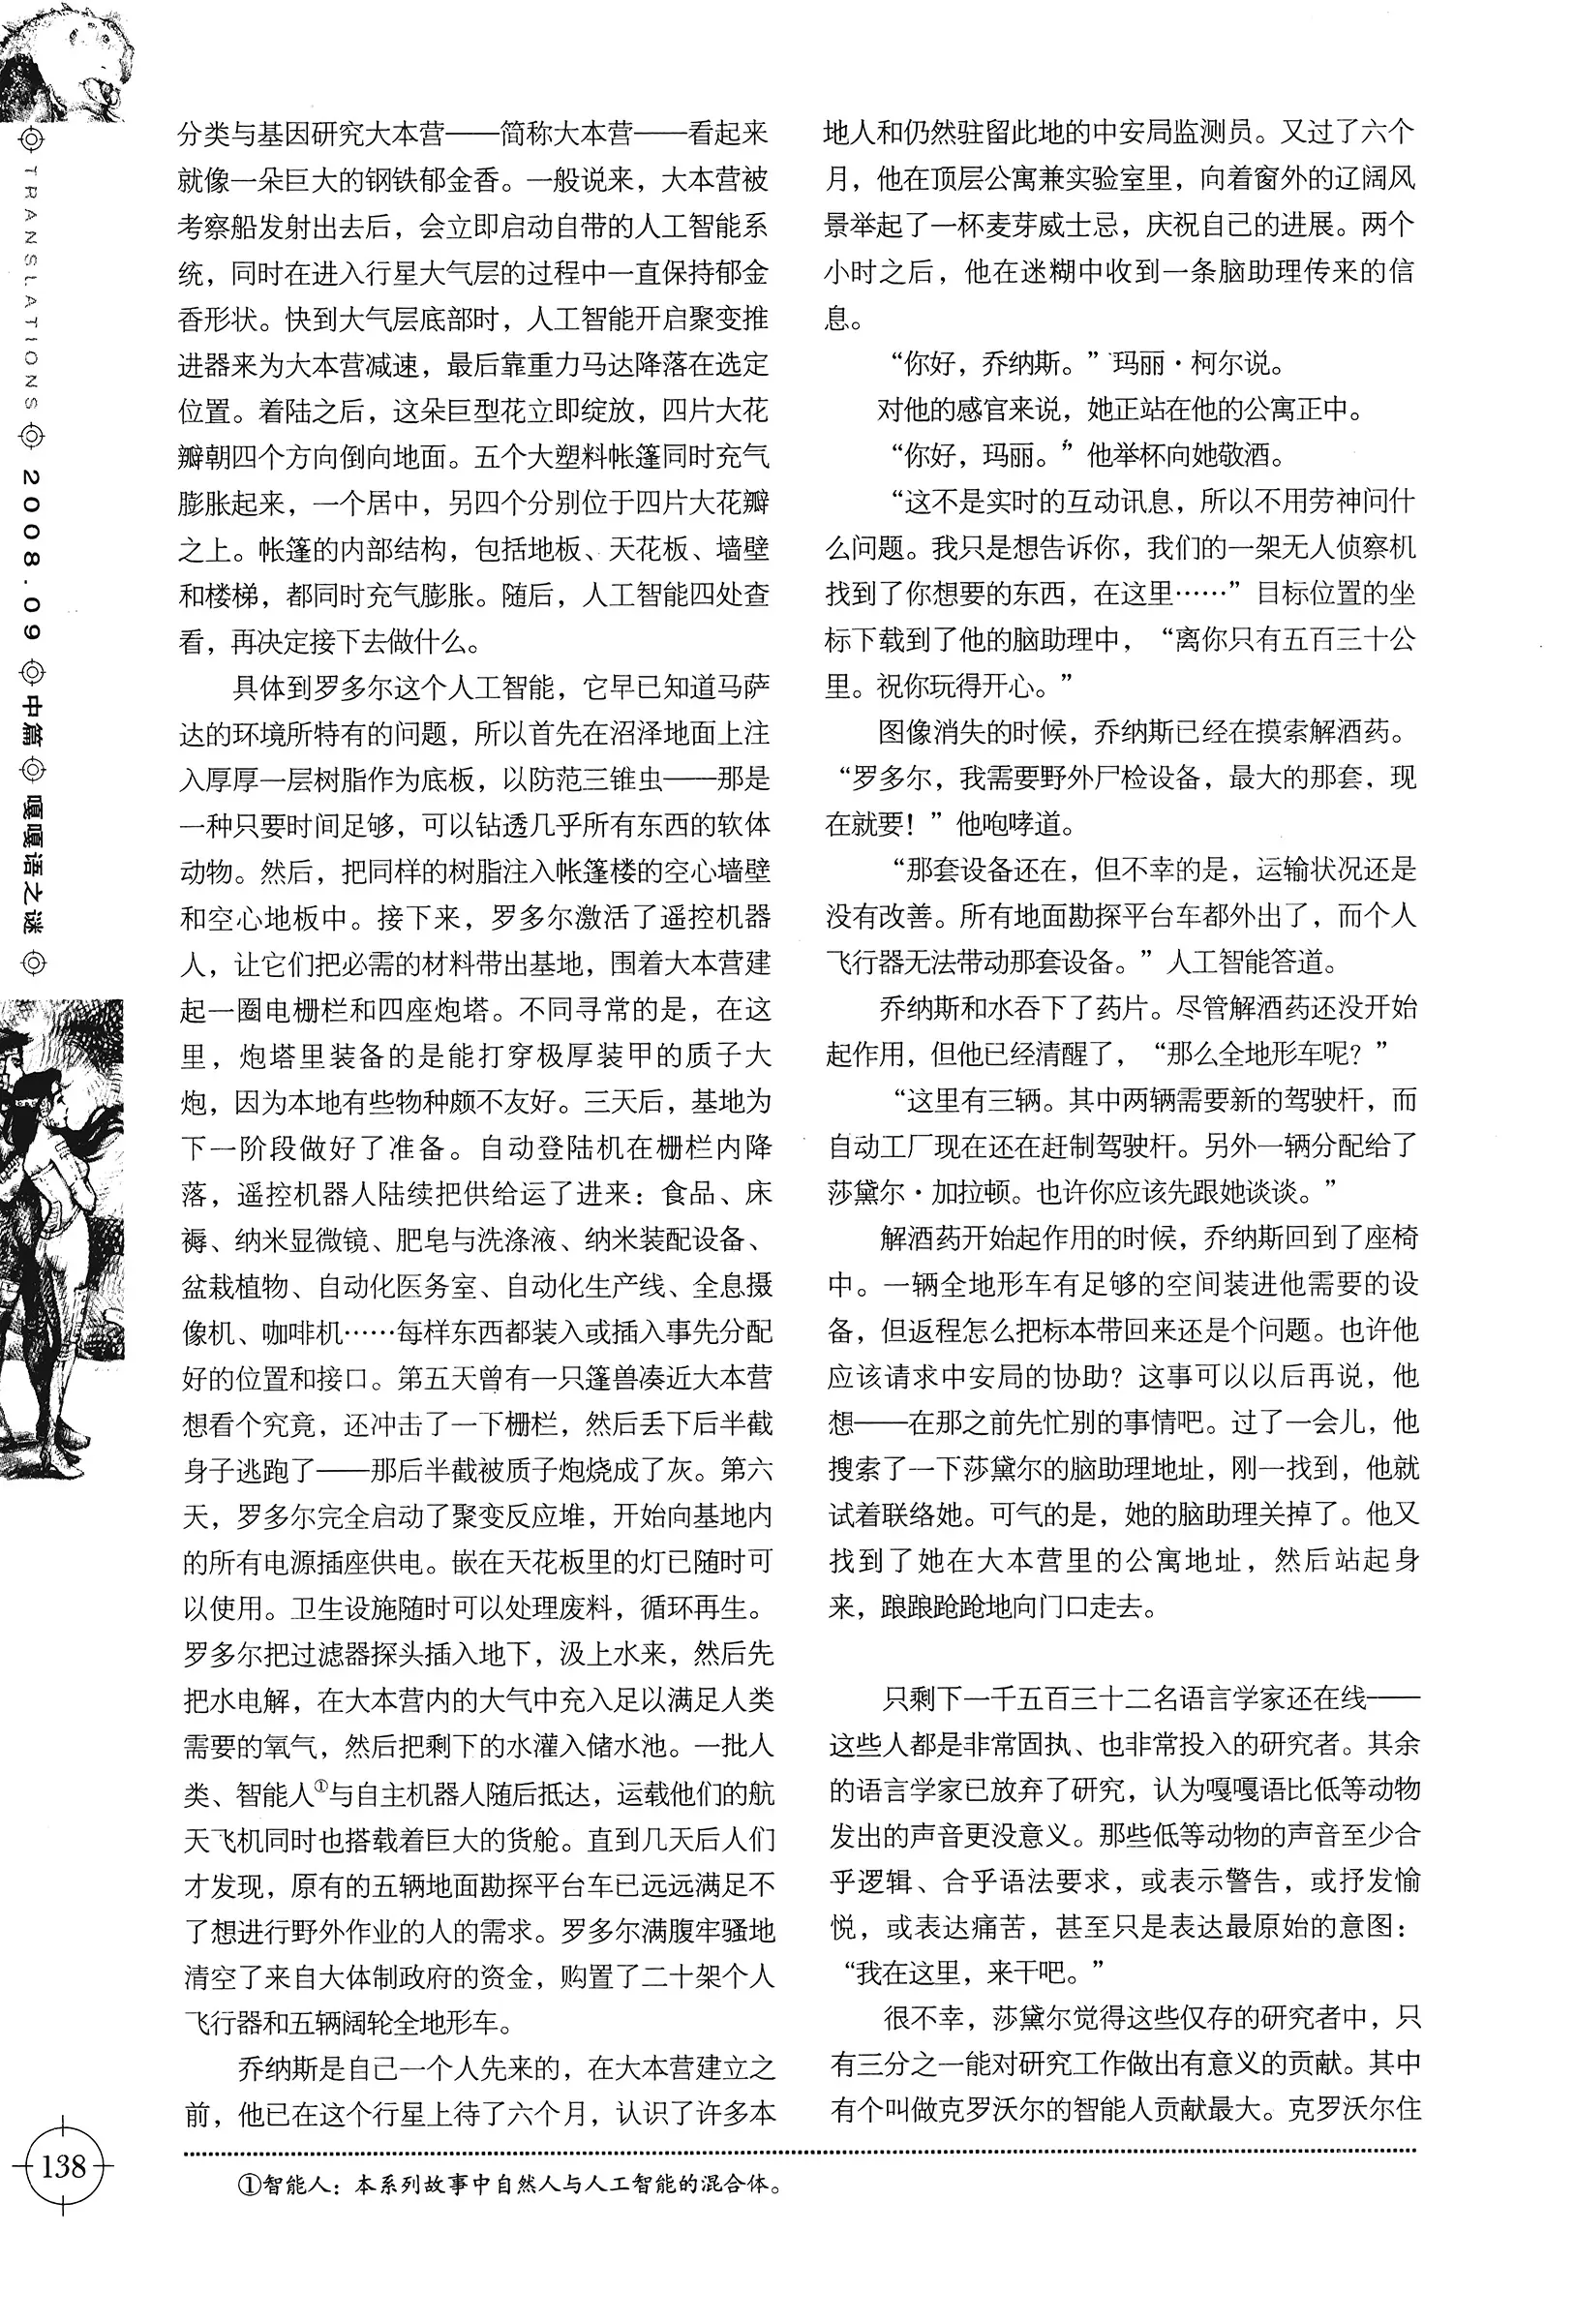 TRANSLATIONS 2008.09 中篇 嘎嘎语之谜
分类与基因研究大本营——简称大本营——看起来
就像一朵巨大的钢铁郁金香。一般说来，大本营被
考察船发射出去后，会立即启动自带的人工智能系
统，同时在进入行星大气层的过程中一直保持郁金
香形状。快到大气层底部时，人工智能开启聚变推
进器来为大本营减速，最后靠重力马达降落在选定
位置。着陆之后，这朵巨型花立即绽放，四片大花
瓣朝四个方向倒向地面。五个大塑料帐篷同时充气
膨胀起来，一个居中，另四个分别位于四片大花瓣
之上。帐篷的内部结构，包括地板、天花板、墙壁
和楼梯，都同时充气膨胀。随后，人工智能四处查
看，再决定接下去做什么。
具体到罗多尔这个人工智能，它早已知道马萨
达的环境所特有的问题，所以首先在沼泽地面上注
入厚厚一层树脂作为底板，以防范三锥虫——那是
一种只要时间足够，可以钻透几乎所有东西的软体
动物。然后，把同样的树脂注入帐篷楼的空心墙壁
和空心地板中。接下来，罗多尔激活了遥控机器
人，让它们把必需的材料带出基地，围着大本营建
起一圈电栅栏和四座炮塔。不同寻常的是，在这
里，炮塔里装备的是能打穿极厚装甲的质子大
炮，因为本地有些物种颇不友好。三天后，基地为
下一阶段做好了准备。自动登陆机在栅栏内降
落，遥控机器人陆续把供给运了进来：食品、床
褥、纳米显微镜、肥皂与洗涤液、纳米装配设备、
盆栽植物、自动化医务室、自动化生产线、全息摄
像机、咖啡机……每样东西都装入或插入事先分配
好的位置和接口。第五天曾有一只篷兽凑近大本营
想看个究竟，还冲击了一下栅栏，然后丢下后半截
身子逃跑了——那后半截被质子炮烧成了灰。第六
天，罗多尔完全启动了聚变反应堆，开始向基地内
的所有电源插座供电。嵌在天花板里的灯已随时可
以使用。卫生设施随时可以处理废料，循环再生。
罗多尔把过滤器探头插入地下，汲上水来，然后先
把水电解，在大本营内的大气中充入足以满足人类
需要的氧气，然后把剩下的水灌入储水池。一批人
类、智能人①与自主机器人随后抵达，运载他们的航
天飞机同时也搭载着巨大的货舱。直到几天后人们
才发现，原有的五辆地面勘探平台车已远远满足不
了想进行野外作业的人的需求。罗多尔满腹牢骚地
清空了来自大体制政府的资金，购置了二十架个人
飞行器和五辆阔轮全地形车。
乔纳斯是自己一个人先来的，在大本营建立之
前，他已在这个行星上待了六个月，认识了许多本
地人和仍然驻留此地的中安局监测员。又过了六个
月，他在顶层公寓兼实验室里，向着窗外的辽阔风
景举起了一杯麦芽威士忌，庆祝自己的进展。两个
小时之后，他在迷糊中收到一条脑助理传来的信
息。
“你好，乔纳斯。”玛丽·柯尔说。
对他的感官来说，她正站在他的公寓正中。
“你好，玛丽。”他举杯向她敬酒。
“这不是实时的互动讯息，所以不用劳神问什
么问题。我只是想告诉你，我们的一架无人侦察机
找到了你想要的东西，在这里……”目标位置的坐
标下载到了他的脑助理中，“离你只有五百三十公
里。祝你玩得开心。”
图像消失的时候，乔纳斯已经在摸索解酒药。
“罗多尔，我需要野外尸检设备，最大的那套，现
在就要！”他咆哮道。
“那套设备还在，但不幸的是，运输状况还是
没有改善。所有地面勘探平台车都外出了，而个人
飞行器无法带动那套设备。”人工智能答道。
乔纳斯和水吞下了药片。尽管解酒药还没开始
起作用，但他已经清醒了，“那么全地形车呢？”
“这里有三辆。其中两辆需要新的驾驶杆，而
自动工厂现在还在赶制驾驶杆。另外一辆分配给了
莎黛尔·加拉顿。也许你应该先跟她谈谈。”
解酒药开始起作用的时候，乔纳斯回到了座椅
中。一辆全地形车有足够的空间装进他需要的设
备，但返程怎么把标本带回来还是个问题。也许他
应该请求中安局的协助？这事可以以后再说，他
想——在那之前先忙别的事情吧。过了一会儿，他
搜索了一下莎黛尔的脑助理地址，刚一找到，他就
试着联络她。可气的是，她的脑助理关掉了。他又
找到了她在大本营里的公寓地址，然后站起身
来，踉踉跄跄地向门口走去。
只剩下一千五百三十二名语言学家还在线——
这些人都是非常固执、也非常投入的研究者。其余
的语言学家已放弃了研究，认为嘎嘎语比低等动物
发出的声音更没意义。那些低等动物的声音至少合
乎逻辑、合乎语法要求，或表示警告，或抒发愉
悦，或表达痛苦，甚至只是表达最原始的意图：
“我在这里，来干吧。”
很不幸，莎黛尔觉得这些仅存的研究者中，只
有三分之一能对研究工作做出有意义的贡献。其中
有个叫做克罗沃尔的智能人贡献最大。克罗沃尔住
①智能人：本系列故事中自然人与人工智能的混合体。
138